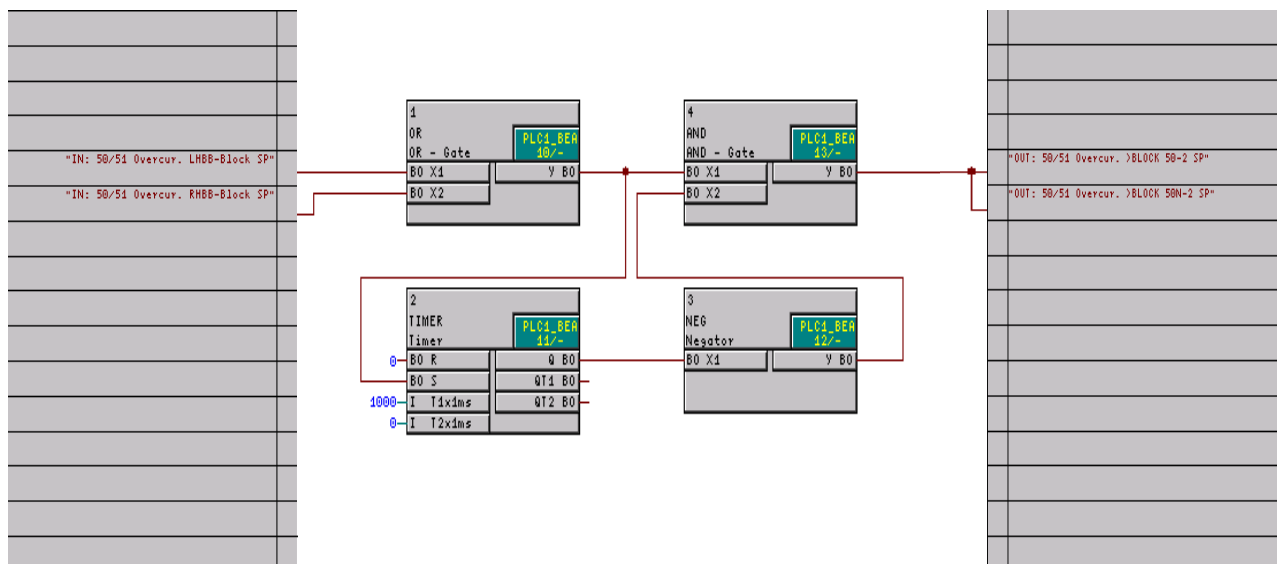 "IN: 50/51 Overcur. LHBB-Block SP"
"IN: 50/51 Overcur. RHBB-Block SP"
1
OR
OR - Gate
PLC1_BEA
10/-
BO X1
Y BO
BO X2
4
AND
AND - Gate
PLC1_BEA
13/-
BO X1
Y BO
BO X2
2
TIMER
Timer
PLC1_BEA
11/-
0
BO R
Q BO
BO S
QT1 BO
1000
I T1x1ms
QT2 BO
0
I T2x1ms
3
NEG
Negator
PLC1_BEA
12/-
BO X1
Y BO
"OUT: 50/51 Overcur. >BLOCK 50-2 SP"
"OUT: 50/51 Overcur. >BLOCK 50N-2 SP"